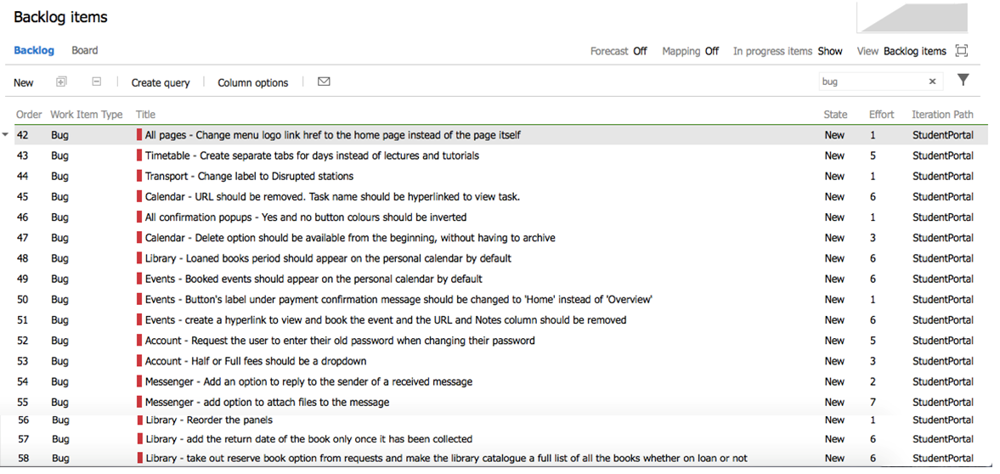 Backlog items
Backlog Board Forecast Off Mapping Off In progress items Show View Backlog items
New Create query Column options bug
Order Work Item Type Title State Effort Iteration Path
42 Bug All pages - Change menu logo link href to the home page instead of the page itself New 1 StudentPortal
43 Bug Timetable - Create separate tabs for days instead of lectures and tutorials New 5 StudentPortal
44 Bug Transport - Change label to Disrupted stations New 1 StudentPortal
45 Bug Calendar - URL should be removed. Task name should be hyperlinked to view task. New 6 StudentPortal
46 Bug All confirmation popups - Yes and no button colours should be inverted New 1 StudentPortal
47 Bug Calendar - Delete option should be available from the beginning, without having to archive New 3 StudentPortal
48 Bug Library - Loaned books period should appear on the personal calendar by default New 6 StudentPortal
49 Bug Events - Booked events should appear on the personal calendar by default New 6 StudentPortal
50 Bug Events - Button's label under payment confirmation message should be changed to 'Home' instead of 'Overview' New 1 StudentPortal
51 Bug Events - create a hyperlink to view and book the event and the URL and Notes column should be removed New 6 StudentPortal
52 Bug Account - Request the user to enter their old password when changing their password New 5 StudentPortal
53 Bug Account - Half or Full fees should be a dropdown New 3 StudentPortal
54 Bug Messenger - Add an option to reply to the sender of a received message New 2 StudentPortal
55 Bug Messenger - add option to attach files to the message New 7 StudentPortal
56 Bug Library - Reorder the panels New 1 StudentPortal
57 Bug Library - add the return date of the book only once it has been collected New 6 StudentPortal
58 Bug Library - take out reserve book option from requests and make the library catalogue a full list of all the books whether on loan or not New 6 StudentPortal